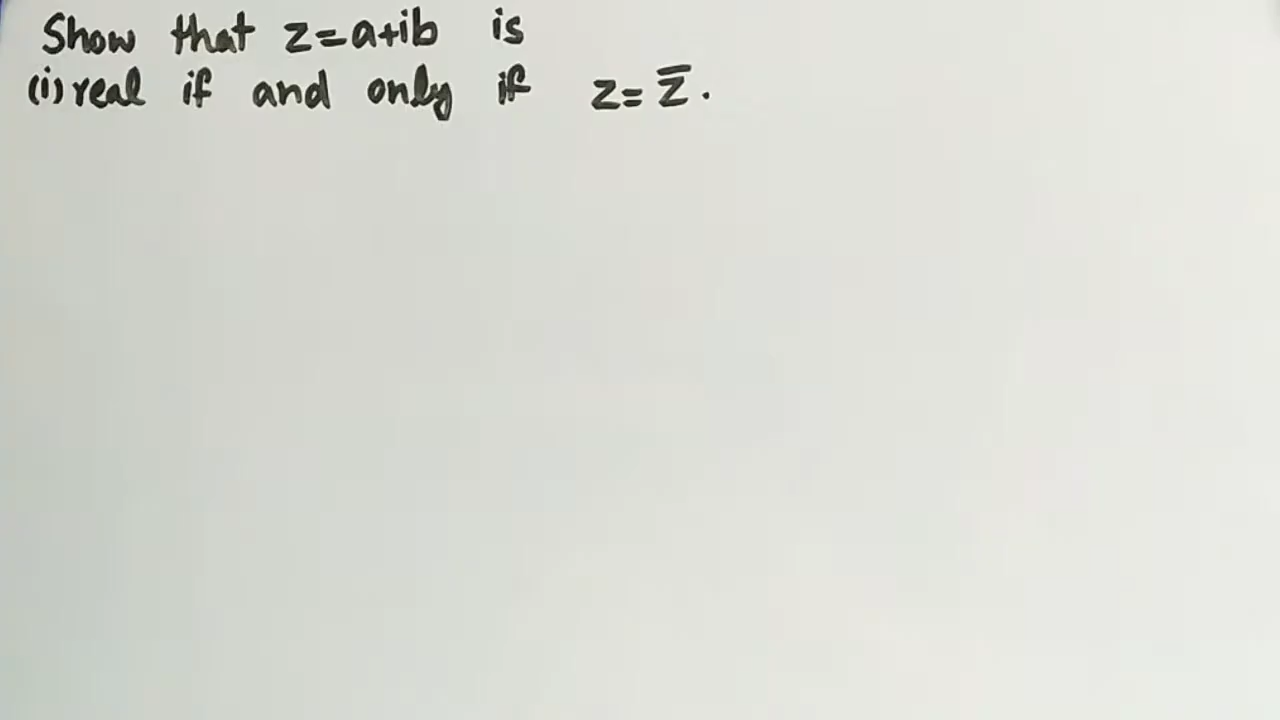 Show that z=a+ib is
(i) real if and only if z=z̅.